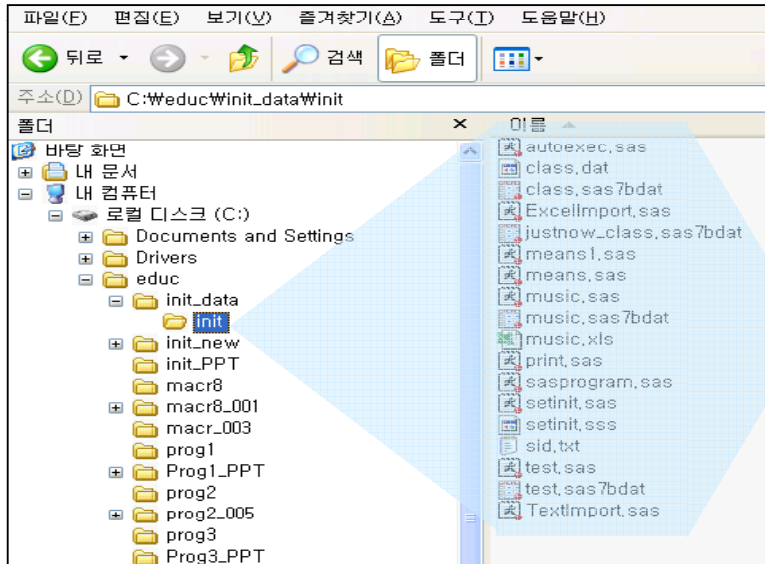 파일(F) 편집(E) 보기(V) 즐겨찾기(A) 도구(T) 도움말(H)
뒤로 검색 폴더
주소(D) C:₩educ₩init_data₩init
폴더
바탕 화면
내 문서
내 컴퓨터
로컬 디스크 (C:)
Documents and Settings
Drivers
educ
init_data
init
init_new
init_PPT
macr8
macr8_001
macr_003
prog1
Prog1_PPT
prog2
prog2_005
prog3
Prog3_PPT
이름
autoexec.sas
class.dat
class.sas7bdat
ExcelImport.sas
justnow_class.sas7bdat
means1.sas
means.sas
music.sas
music.sas7bdat
music.xls
print.sas
sasprogram.sas
setinit.sas
setinit.sss
sid.txt
test.sas
test.sas7bdat
TextImport.sas